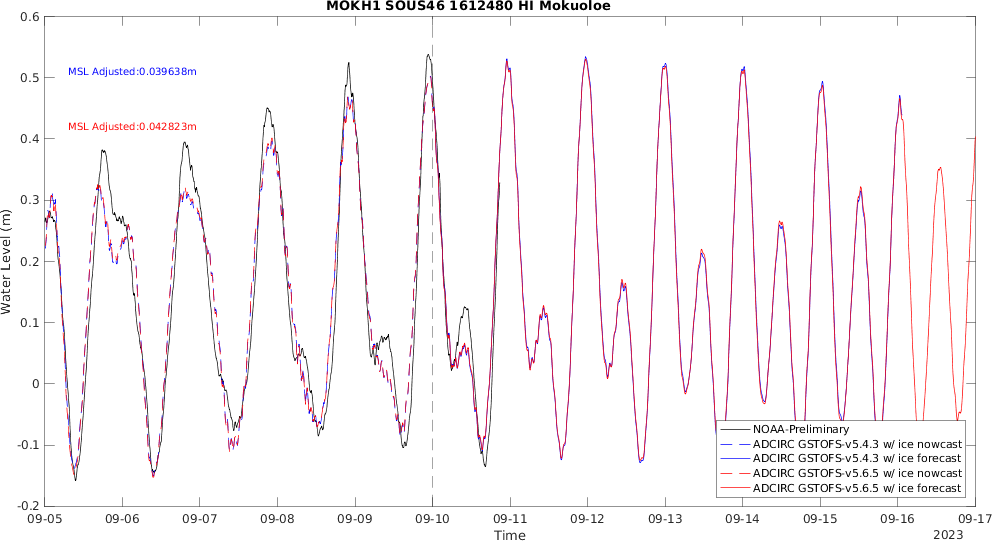 MOKH1 SOUS46 1612480 HI Mokuoloe
0.6
0.5
0.4
0.3
0.2
0.1
0
-0.1
-0.2
Water Level (m)
MSL Adjusted:0.039638m
MSL Adjusted:0.042823m
NOAA-Preliminary
ADCIRC GSTOFS-v5.4.3 w/ ice nowcast
ADCIRC GSTOFS-v5.4.3 w/ ice forecast
ADCIRC GSTOFS-v5.6.5 w/ ice nowcast
ADCIRC GSTOFS-v5.6.5 w/ ice forecast
09-05 09-06 09-07 09-08 09-09 09-10 09-11 09-12 09-13 09-14 09-15 09-16 09-17
Time
2023